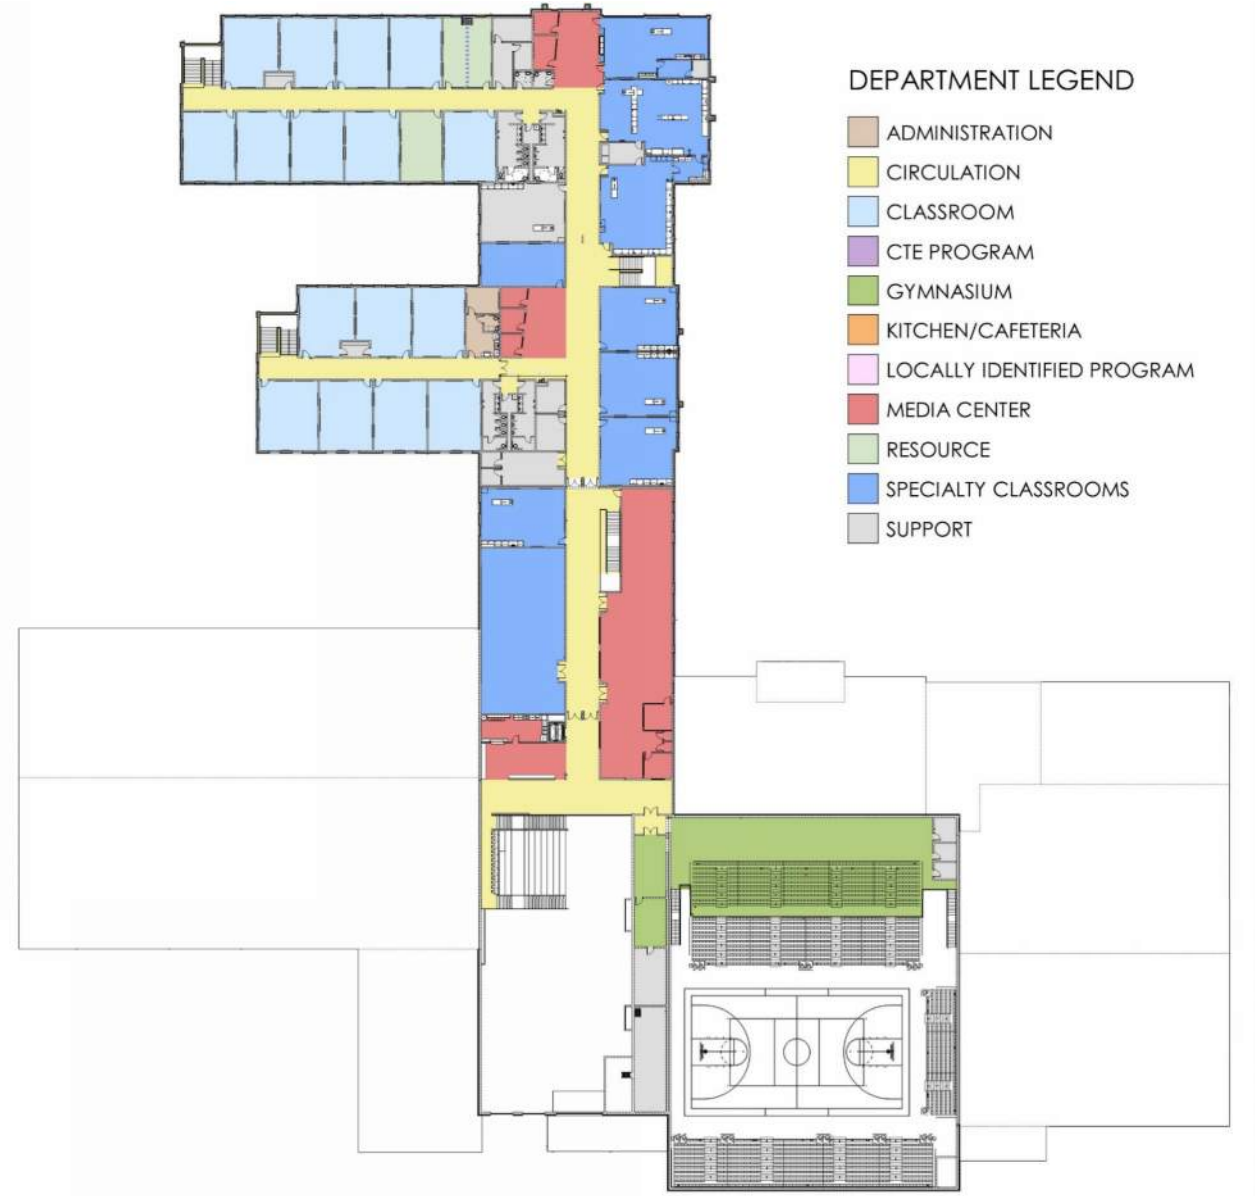 DEPARTMENT LEGEND
ADMINISTRATION
CIRCULATION
CLASSROOM
CTE PROGRAM
GYMNASIUM
KITCHEN/CAFETERIA
LOCALLY IDENTIFIED PROGRAM
MEDIA CENTER
RESOURCE
SPECIALTY CLASSROOMS
SUPPORT